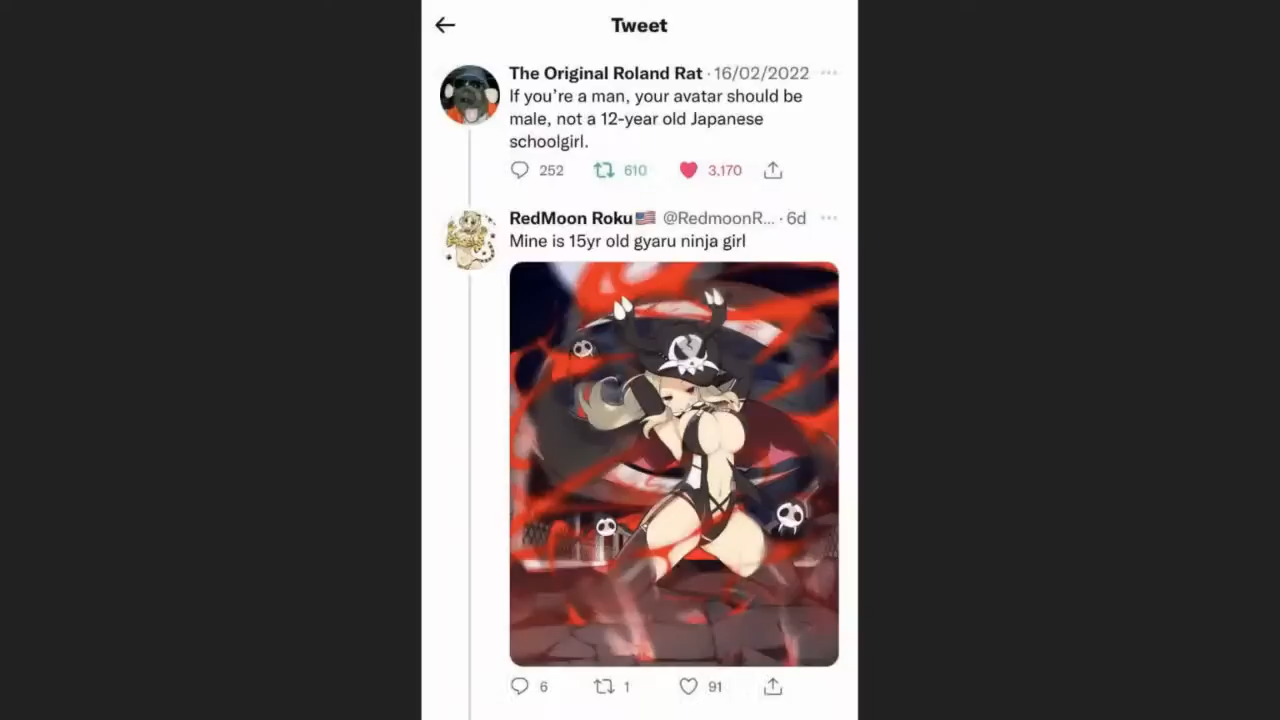 Tweet
The Original Roland Rat · 16/02/2022
If you're a man, your avatar should be
male, not a 12-year old Japanese
schoolgirl.
252 610 3,170
RedMoon Roku🇺🇸 @RedmoonR... · 6d
Mine is 15yr old gyaru ninja girl
6 1 91